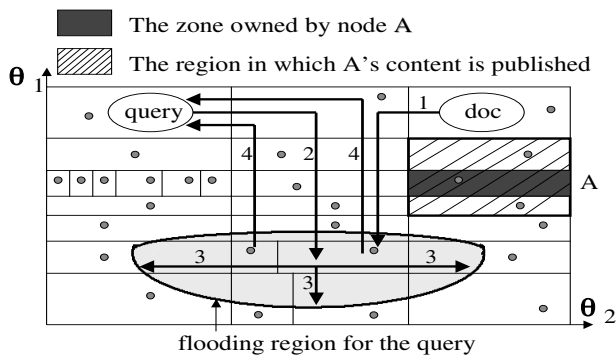 The zone owned by node A
The region in which A's content is published
θ 1
query
1
doc
4
2
4
A
3
3
3
θ 2
flooding region for the query